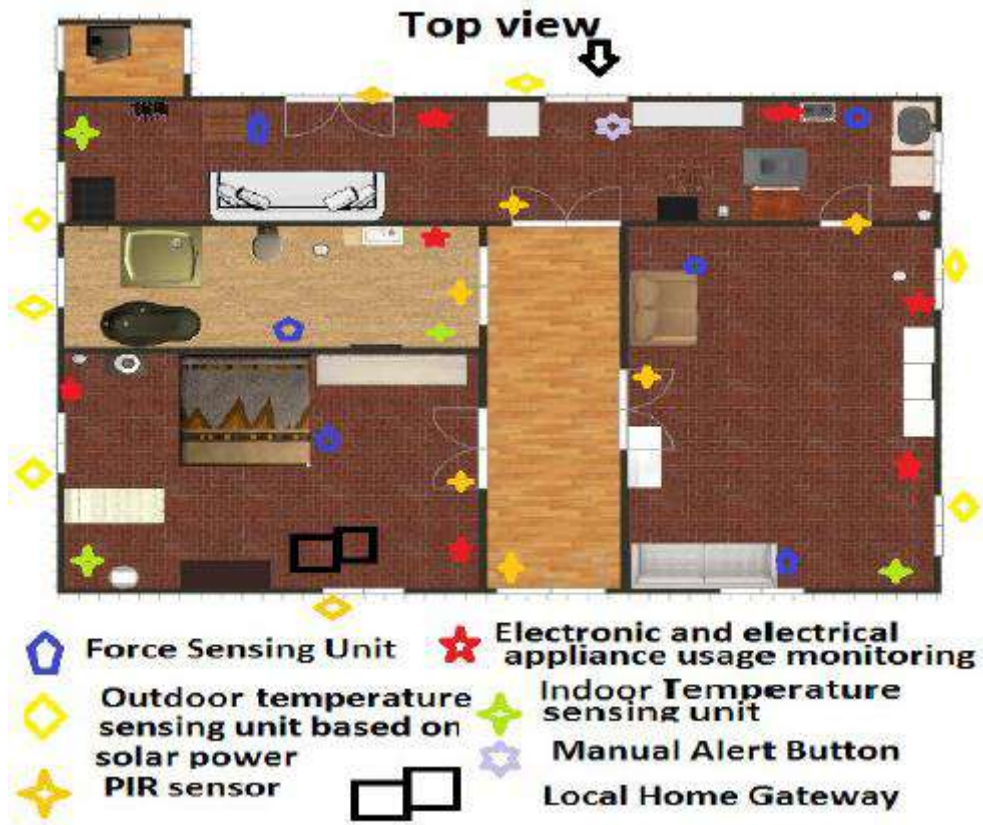 Top view
Force Sensing Unit
Electronic and electrical
appliance usage monitoring
Outdoor temperature
sensing unit based on
solar power
Indoor Temperature
sensing unit
Manual Alert Button
PIR sensor
Local Home Gateway